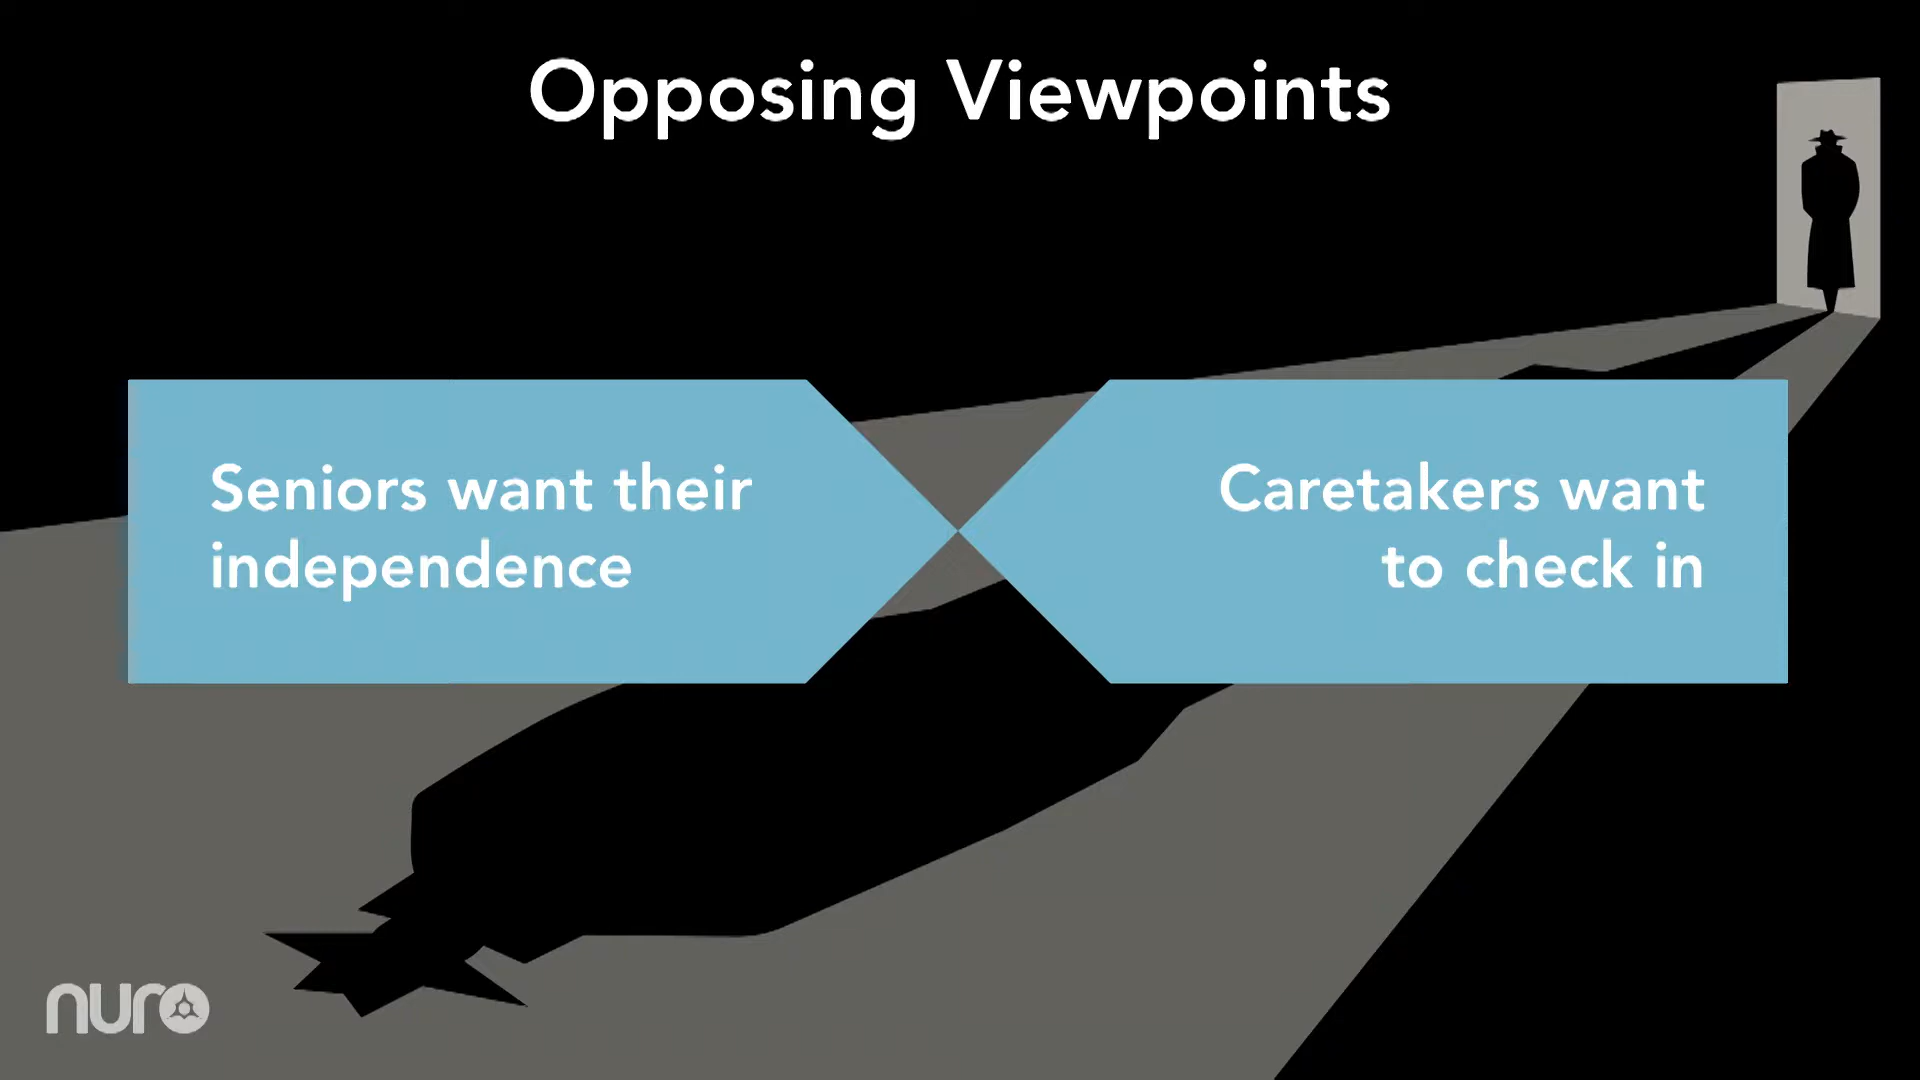 Opposing Viewpoints
Seniors want their
independence
Caretakers want
to check in
nuro